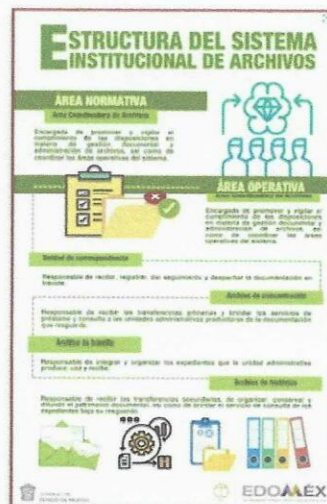 ESTRUCTURA DEL SISTEMA
INSTITUCIONAL DE ARCHIVOS
ÁREA NORMATIVA
Área Coordinadora de Archivos
Encargada de promover y vigilar el
cumplimiento de las disposiciones en
materia de gestión documental y
administración de archivos, así como de
coordinar las áreas operativas del sistema.
ÁREA OPERATIVA
Área Coordinadora de Archivos
Encargada de promover y vigilar el
cumplimiento de las disposiciones
en materia de gestión documental y
administración de archivos, así
como de coordinar las áreas
operativas del sistema.
Unidad de correspondencia
Responsable de recibir, registrar, dar seguimiento y despachar la documentación en
trámite.
Archivo de concentración
Responsable de recibir las transferencias primarias y brindar los servicios de
préstamo y consulta a las unidades administrativas productoras de la documentación
que resguarda.
Archivo de trámite
Responsable de integrar y organizar los expedientes que la unidad administrativa
produce, usa y recibe.
Archivo de histórico
Responsable de recibir las transferencias secundarias, de organizar, conservar y
difundir el patrimonio documental, así como de brindar el servicio de consulta de los
expedientes bajo su resguardo.
EDOMÉX